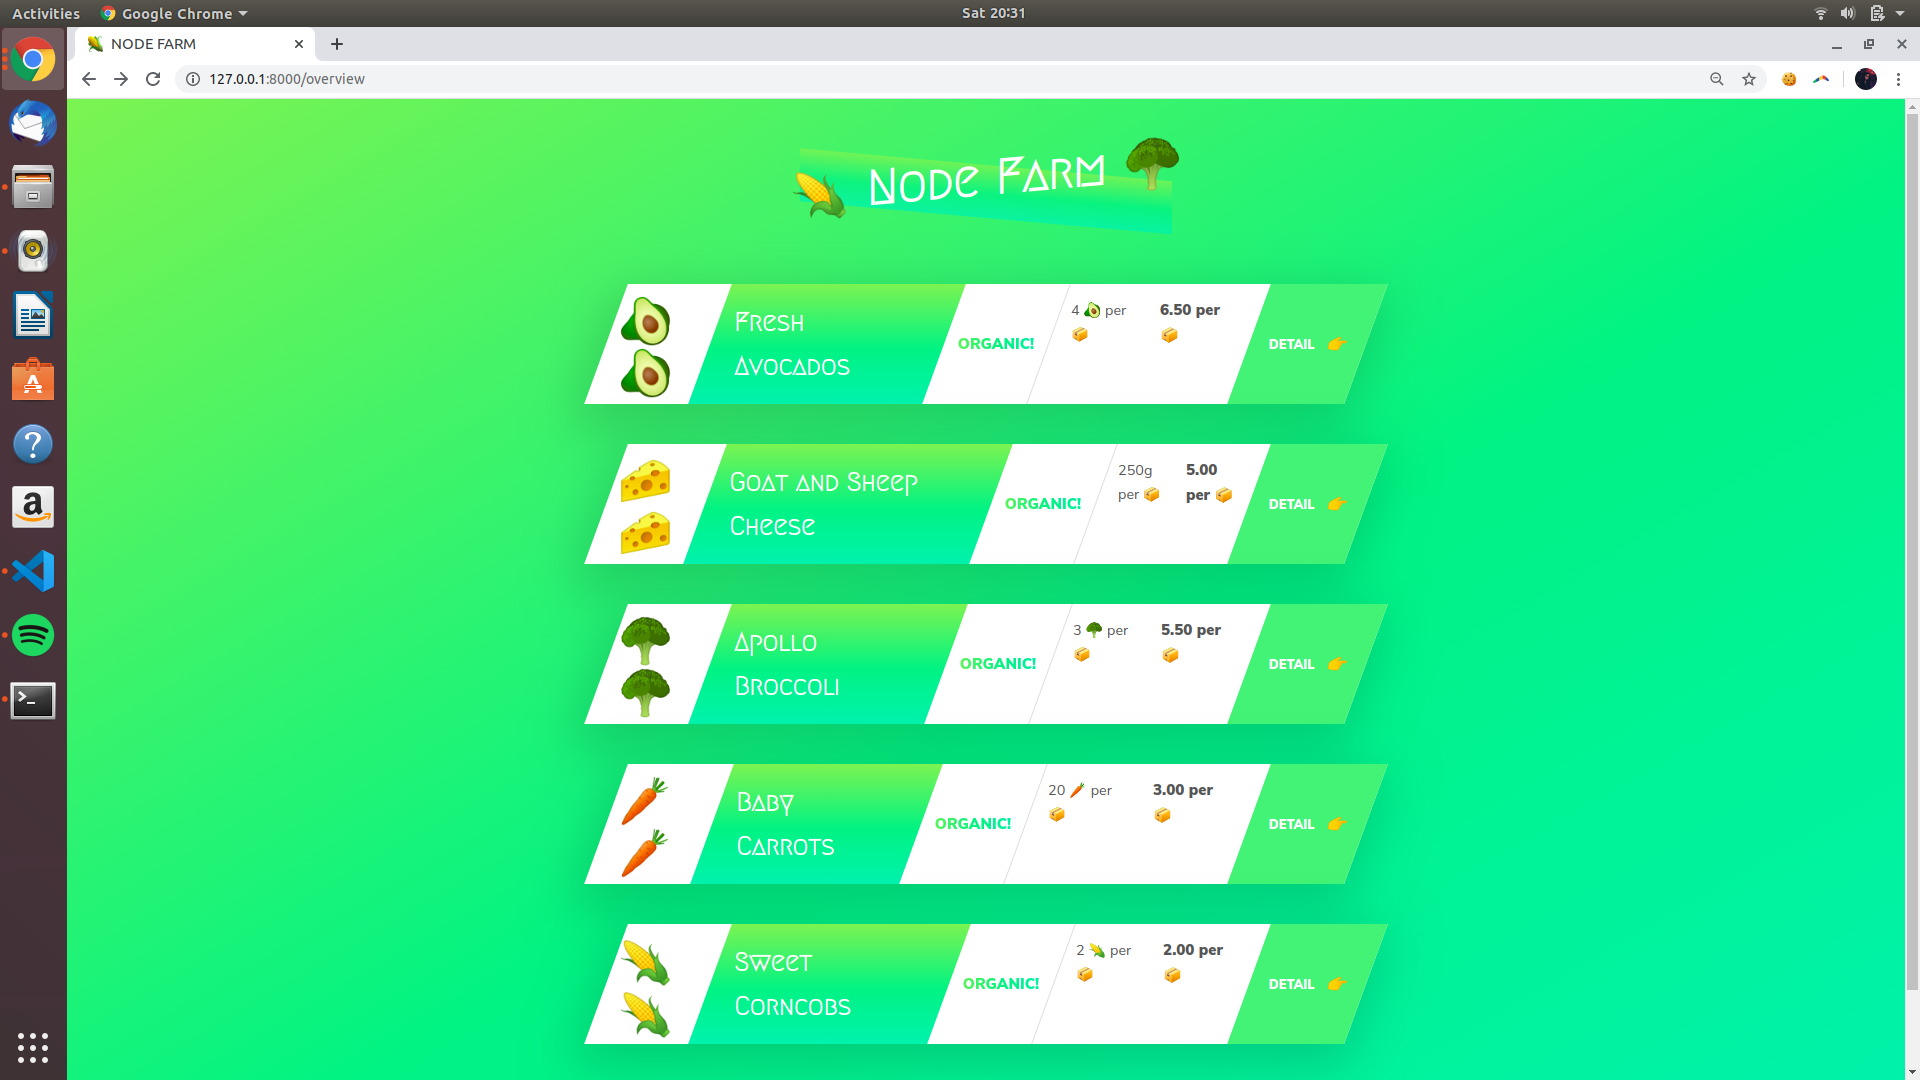 Activities
Google Chrome
Sat 20:31
NODE FARM
127.0.0.1:8000/overview
Node Farm
Fresh
Avocados
ORGANIC!
4 🥑 per
📦
6.50 per
📦
DETAIL 👉
Goat and Sheep
Cheese
ORGANIC!
250g
per 📦
5.00
per 📦
DETAIL 👉
Apollo
Broccoli
ORGANIC!
3 🥦 per
📦
5.50 per
📦
DETAIL 👉
Baby
Carrots
ORGANIC!
20 🥕 per
📦
3.00 per
📦
DETAIL 👉
Sweet
Corncobs
ORGANIC!
2 🌽 per
📦
2.00 per
📦
DETAIL 👉